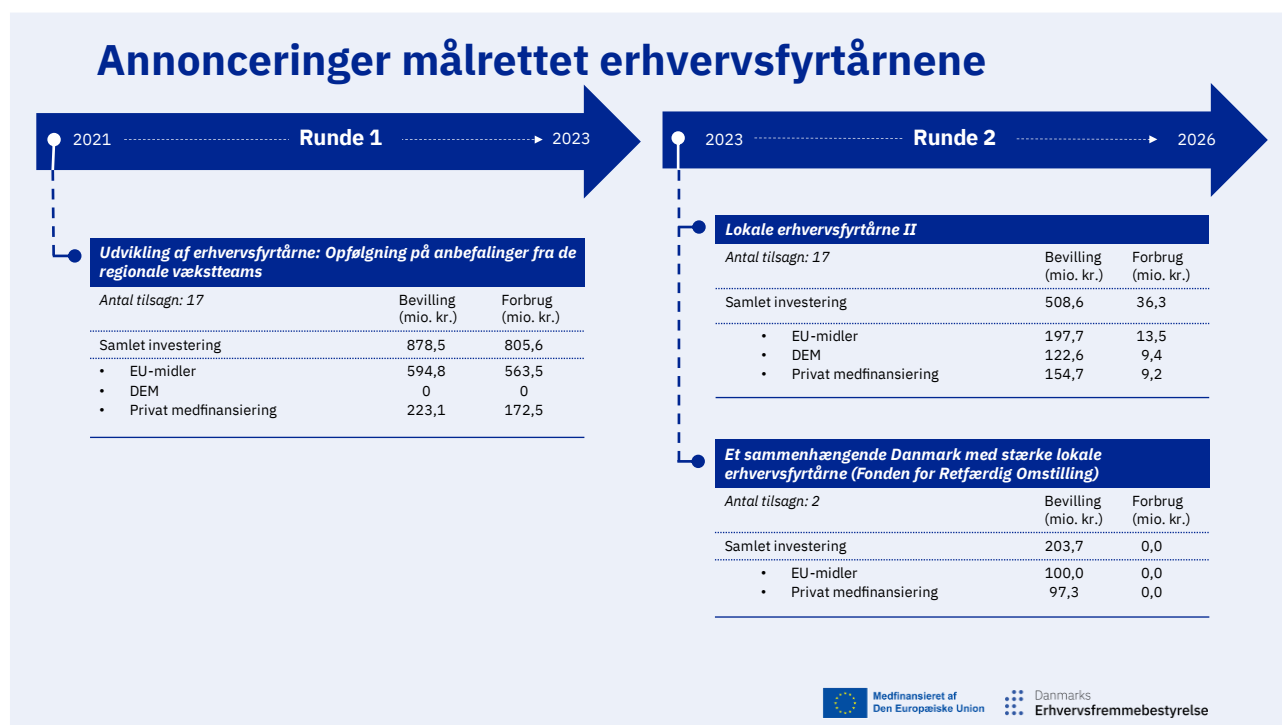 Annonceringer målrettet erhvervsfyrtårnene
2021 Runde 1 2023
Udvikling af erhvervsfyrtårne: Opfølgning på anbefalinger fra de
regionale vækstteams
Antal tilsagn: 17 Bevilling Forbrug
(mio. kr.) (mio. kr.)
Samlet investering 878,5 805,6
• EU-midler 594,8 563,5
• DEM 0 0
• Privat medfinansiering 223,1 172,5
2023 Runde 2 2026
Lokale erhvervsfyrtårne II
Antal tilsagn: 17 Bevilling Forbrug
(mio. kr.) (mio. kr.)
Samlet investering 508,6 36,3
• EU-midler 197,7 13,5
• DEM 122,6 9,4
• Privat medfinansiering 154,7 9,2
Et sammenhængende Danmark med stærke lokale
erhvervsfyrtårne (Fonden for Retfærdig Omstilling)
Antal tilsagn: 2 Bevilling Forbrug
(mio. kr.) (mio. kr.)
Samlet investering 203,7 0,0
• EU-midler 100,0 0,0
• Privat medfinansiering 97,3 0,0
Medfinansieret af
Den Europæiske Union
Danmarks
Erhvervsfremmebestyrelse